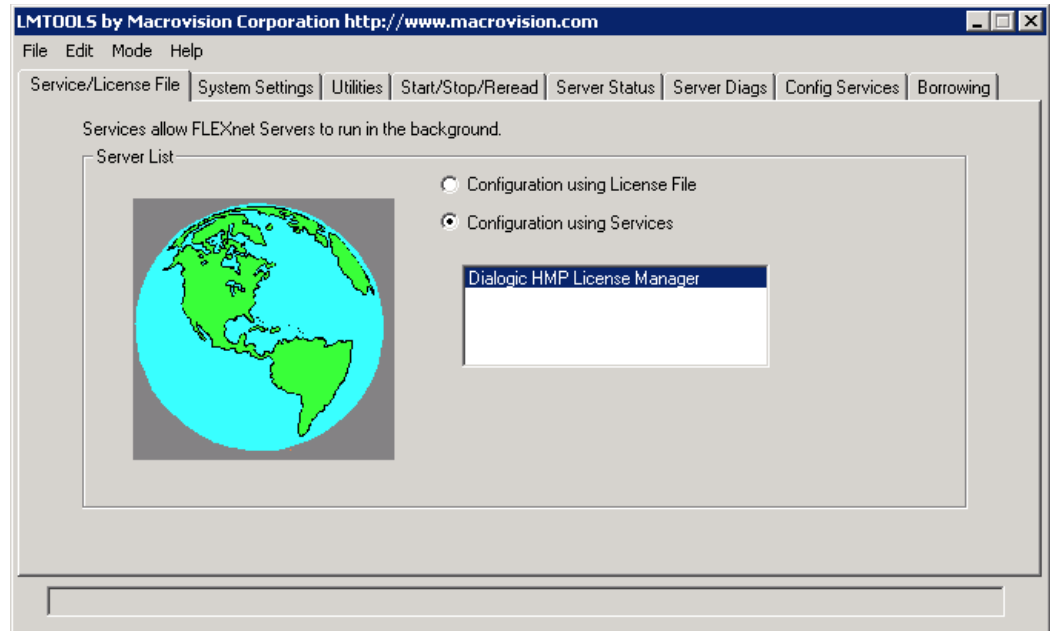 LMTOOLS by Macrovision Corporation http://www.macrovision.com
File Edit Mode Help
Service/License File System Settings Utilities Start/Stop/Reread Server Status Server Diags Config Services Borrowing
Services allow FLEXnet Servers to run in the background.
Server List
Configuration using License File
Configuration using Services
Dialogic HMP License Manager